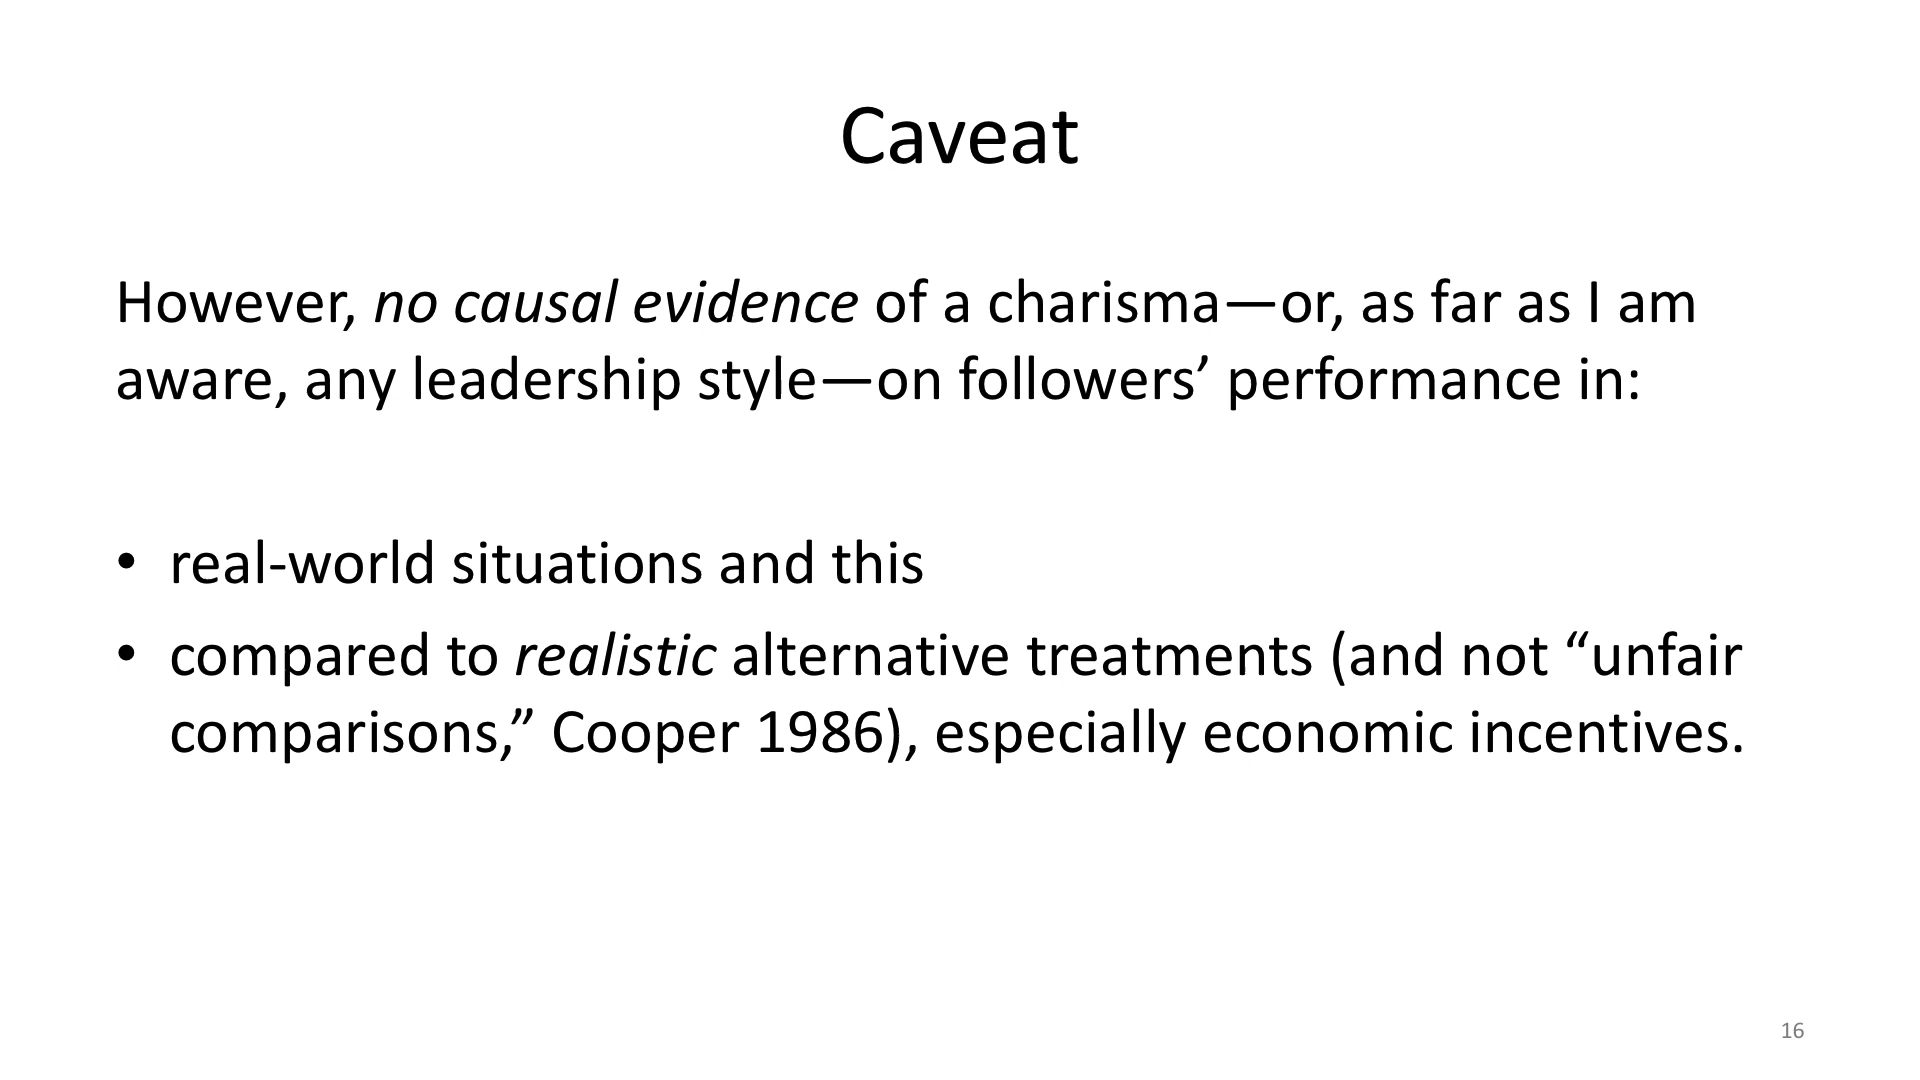 Caveat
However, no causal evidence of a charisma—or, as far as I am
aware, any leadership style—on followers’ performance in:
• real-world situations and this
• compared to realistic alternative treatments (and not “unfair
comparisons,” Cooper 1986), especially economic incentives.
16